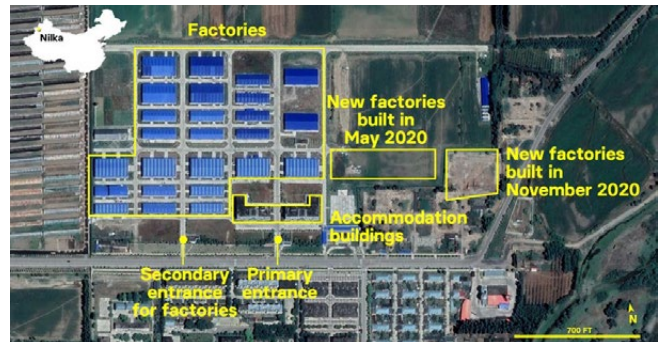 Nilka
Factories
New factories
built in
May 2020
New factories
built in
November 2020
Accommodation
buildings
Secondary
entrance
for factories
Primary
entrance
N
700 FT